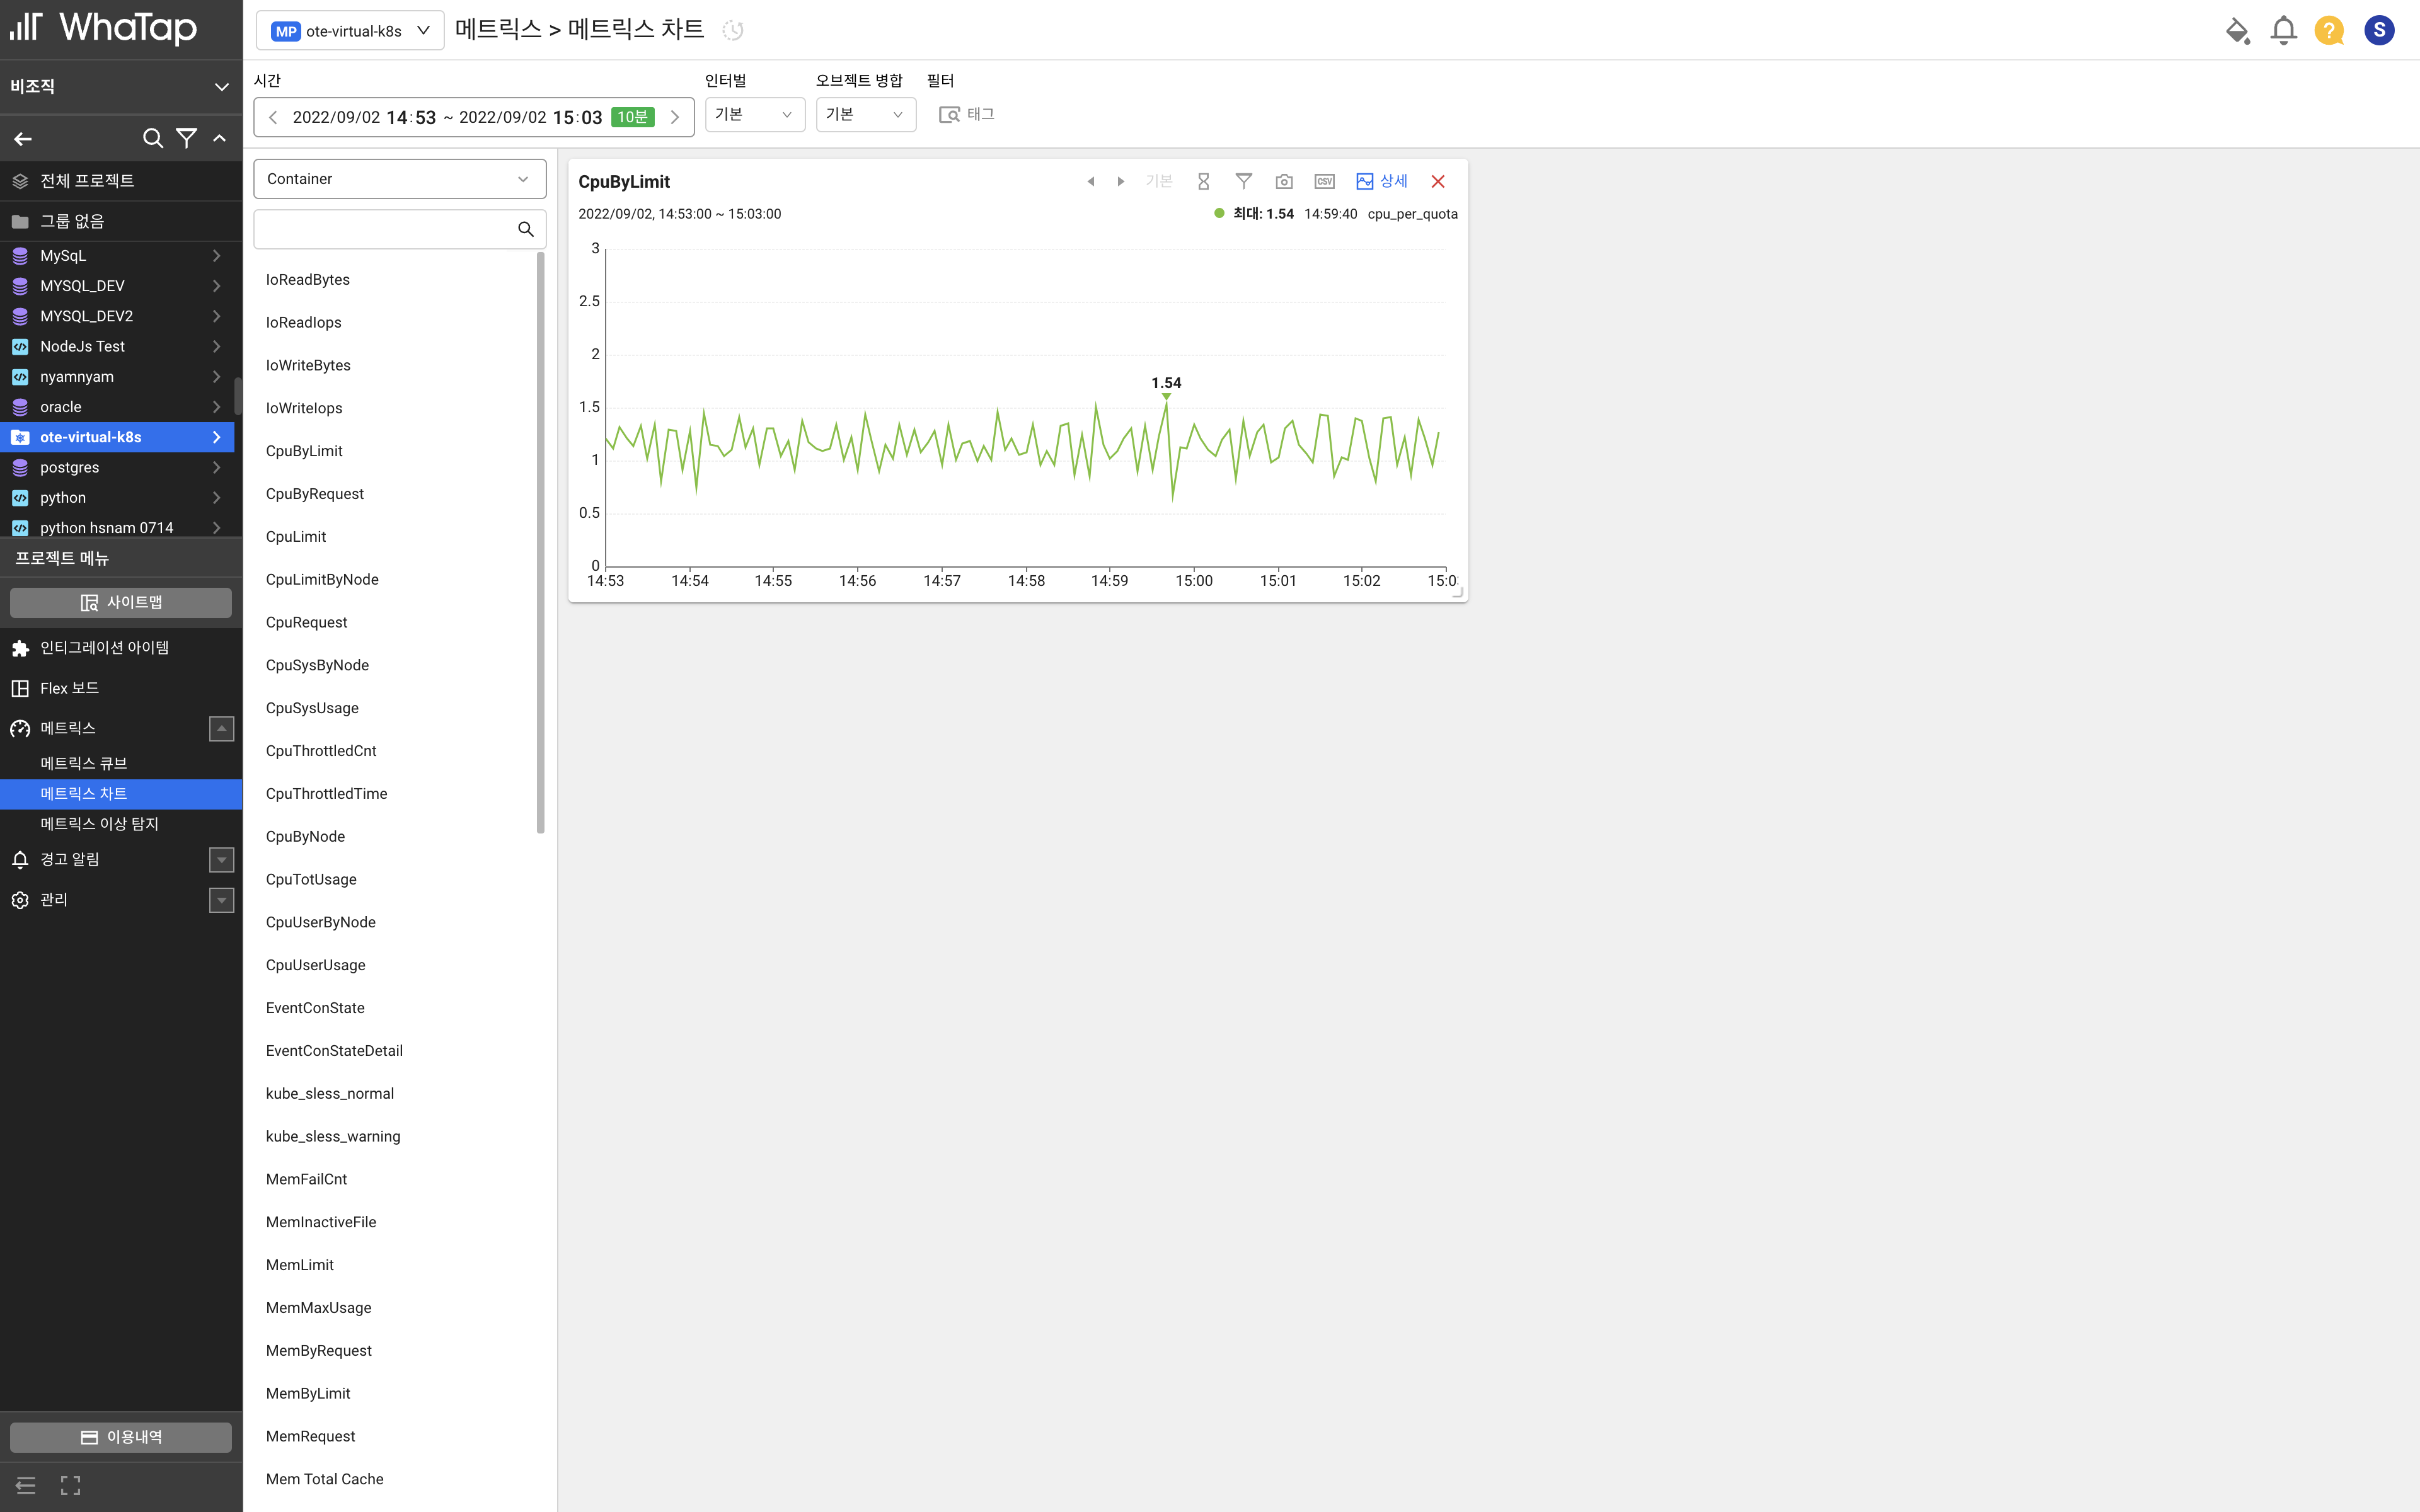 WhaTap
MP ote-virtual-k8s
메트릭스 > 메트릭스 차트
?
S
비조직
전체 프로젝트
그룹 없음
MySqL
MYSQL_DEV
MYSQL_DEV2
NodeJs Test
nyamnyam
oracle
ote-virtual-k8s
postgres
python
python hsnam 0714
프로젝트 메뉴
사이트맵
인티그레이션 아이템
Flex 보드
메트릭스
메트릭스 큐브
메트릭스 차트
메트릭스 이상 탐지
경고 알림
관리
이용내역
시간
인터벌
오브젝트 병합
필터
2022/09/02 14:53 ~ 2022/09/02 15:03 10분
기본
기본
태그
Container
IoReadBytes
IoReadIops
IoWriteBytes
IoWriteIops
CpuByLimit
CpuByRequest
CpuLimit
CpuLimitByNode
CpuRequest
CpuSysByNode
CpuSysUsage
CpuThrottledCnt
CpuThrottledTime
CpuByNode
CpuTotUsage
CpuUserByNode
CpuUserUsage
EventConState
EventConStateDetail
kube_sless_normal
kube_sless_warning
MemFailCnt
MemInactiveFile
MemLimit
MemMaxUsage
MemByRequest
MemByLimit
MemRequest
Mem Total Cache
CpuByLimit
기본
CSV
상세
2022/09/02, 14:53:00 ~ 15:03:00
최대: 1.54 14:59:40 cpu_per_quota
3
2.5
2
1.5
1
0.5
0
1.54
14:53 14:54 14:55 14:56 14:57 14:58 14:59 15:00 15:01 15:02